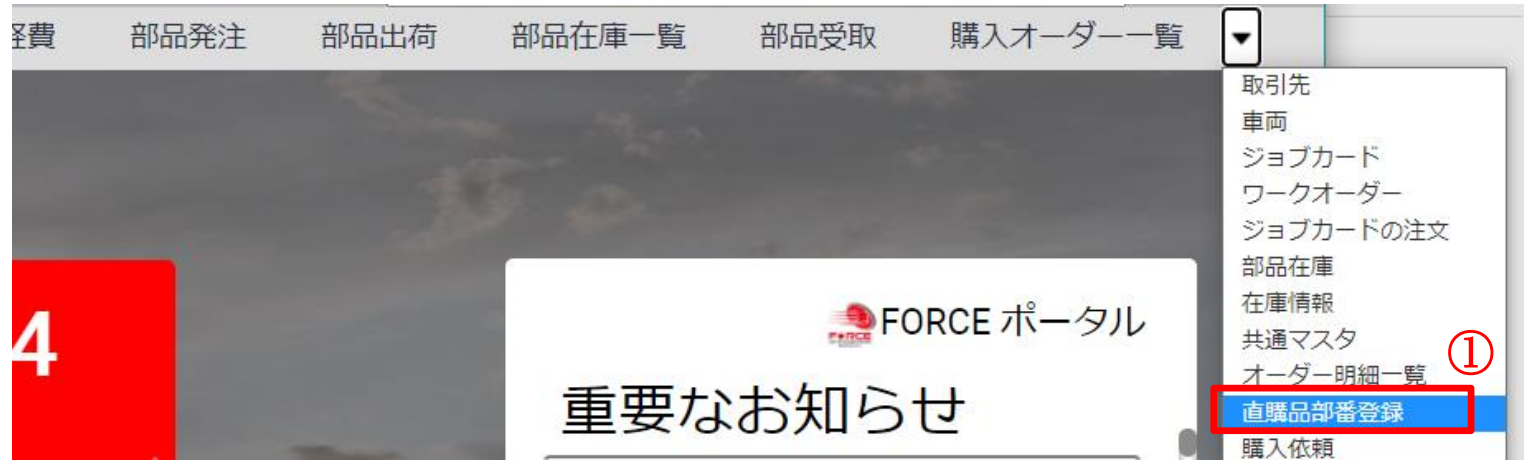 経費 部品発注 部品出荷 部品在庫一覧 部品受取 購入オーダー一覧 ▼
取引先
車両
ジョブカード
ワークオーダー
ジョブカードの注文
部品在庫
在庫情報
共通マスタ
①
オーダー明細一覧
直購品部番登録
購入依頼
4
FORCE
FORCE ポータル
重要なお知らせ